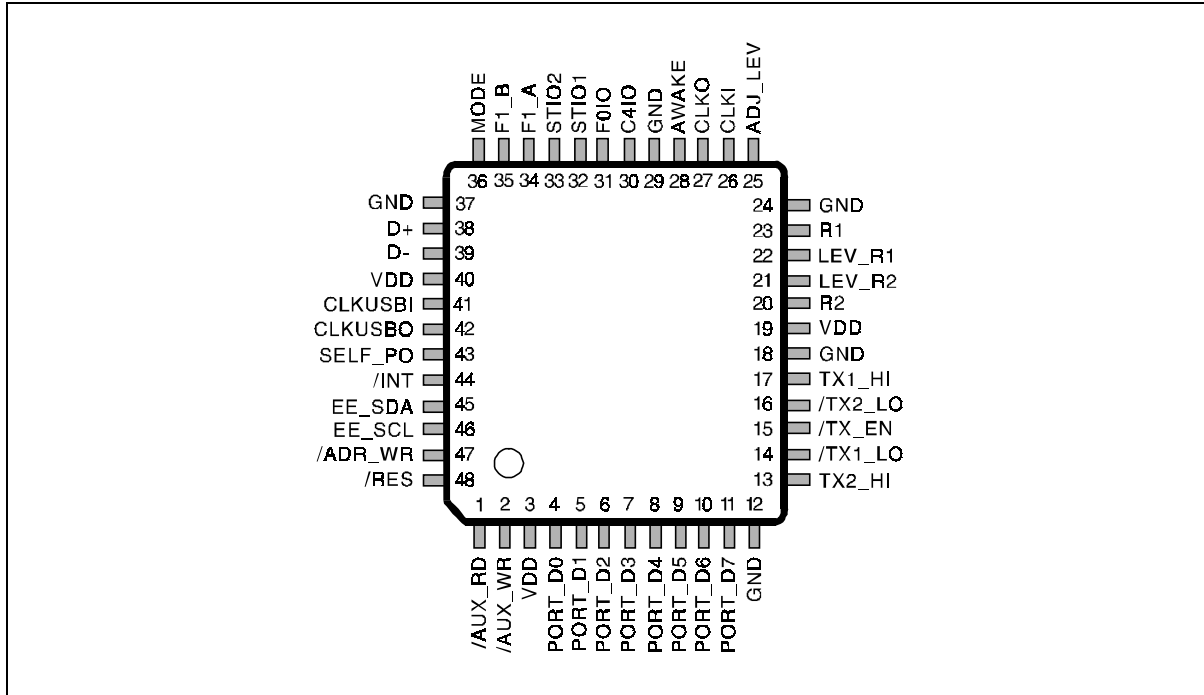 MODE
F1_B
F1_A
STIO2
STIO1
F0IO
C4IO
GND
AWAKE
CLKO
CLKI
ADJ_LEV
36 35 34 33 32 31 30 29 28 27 26 25
GND 37
D+ 38
D- 39
VDD 40
CLKUSBI 41
CLKUSBO 42
SELF_PO 43
/INT 44
EE_SDA 45
EE_SCL 46
/ADR_WR 47
/RES 48
24 GND
23 R1
22 LEV_R1
21 LEV_R2
20 R2
19 VDD
18 GND
17 TX1_HI
16 /TX2_LO
15 /TX_EN
14 /TX1_LO
13 TX2_HI
1 2 3 4 5 6 7 8 9 10 11 12
/AUX_RD
/AUX_WR
VDD
PORT_D0
PORT_D1
PORT_D2
PORT_D3
PORT_D4
PORT_D5
PORT_D6
PORT_D7
GND